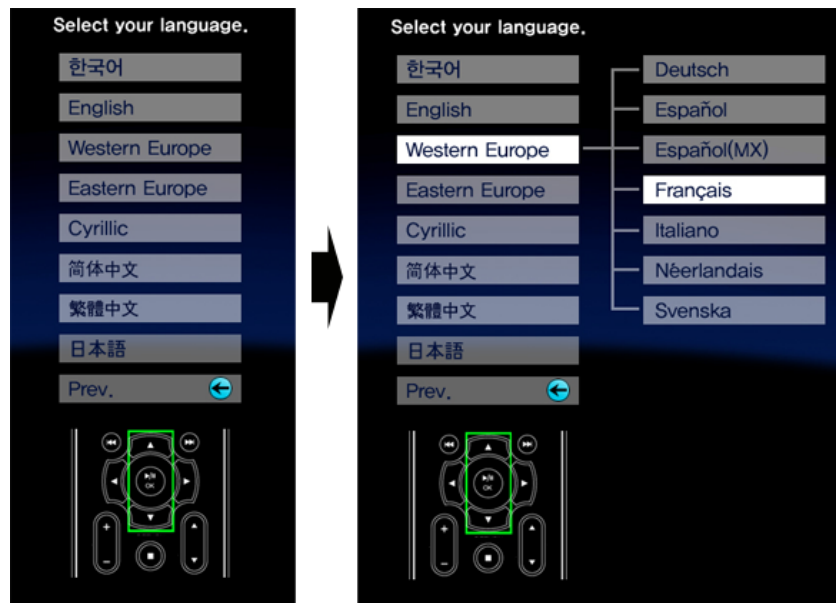 Select your language.
한국어
English
Western Europe
Eastern Europe
Cyrillic
简体中文
繁體中文
日本語
Prev.
OK
+
−
Select your language.
한국어
English
Western Europe
Eastern Europe
Cyrillic
简体中文
繁體中文
日本語
Prev.
Deutsch
Español
Español(MX)
Français
Italiano
Néerlandais
Svenska
OK
+
−